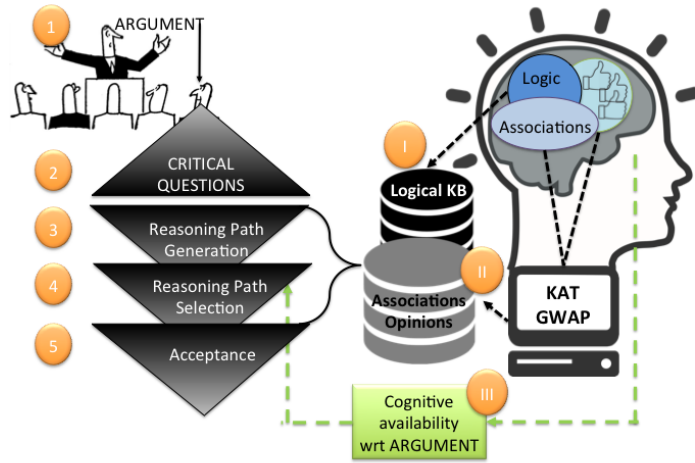 1
ARGUMENT
2
CRITICAL
QUESTIONS
3
Reasoning Path
Generation
4
Reasoning Path
Selection
5
Acceptance
I
Logical KB
II
Associations
Opinions
Logic
Associations
KAT
GWAP
III
Cognitive
availability
wrt ARGUMENT